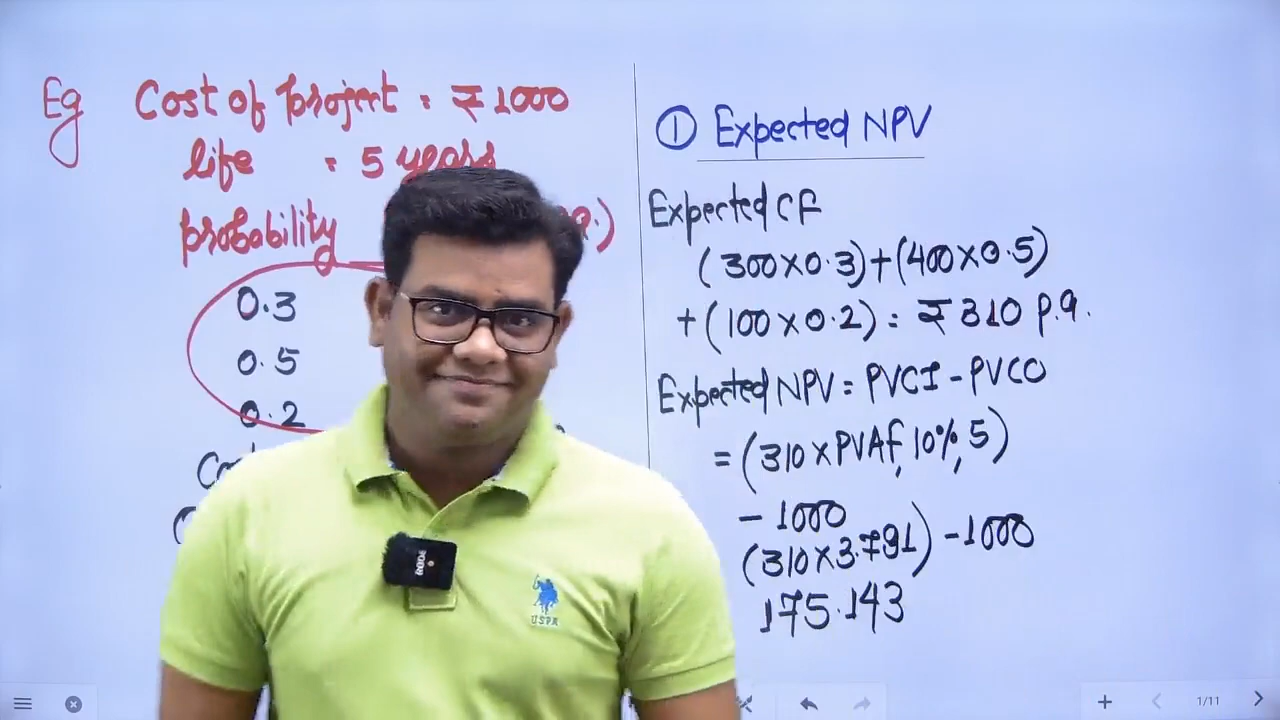 Eg Cost of project = ₹1000
life = 5 years
probability
0.3
0.5
0.2
① Expected NPV
Expected CF
(300×0.3)+(400×0.5)
+(100×0.2) = ₹310 p.a.
Expected NPV = PVCI - PVCO
= (310×PVAF, 10%, 5)
- 1000
(310×3.791) - 1000
175.143
RODE
USPA
1/11